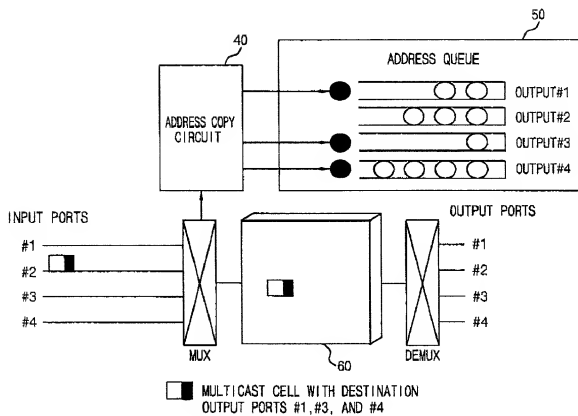 40
50
ADDRESS QUEUE
ADDRESS COPY
CIRCUIT
OUTPUT#1
OUTPUT#2
OUTPUT#3
OUTPUT#4
INPUT PORTS
OUTPUT PORTS
#1
#2
#3
#4
#1
#2
#3
#4
MUX
60
DEMUX
MULTICAST CELL WITH DESTINATION
OUTPUT PORTS #1,#3, AND #4